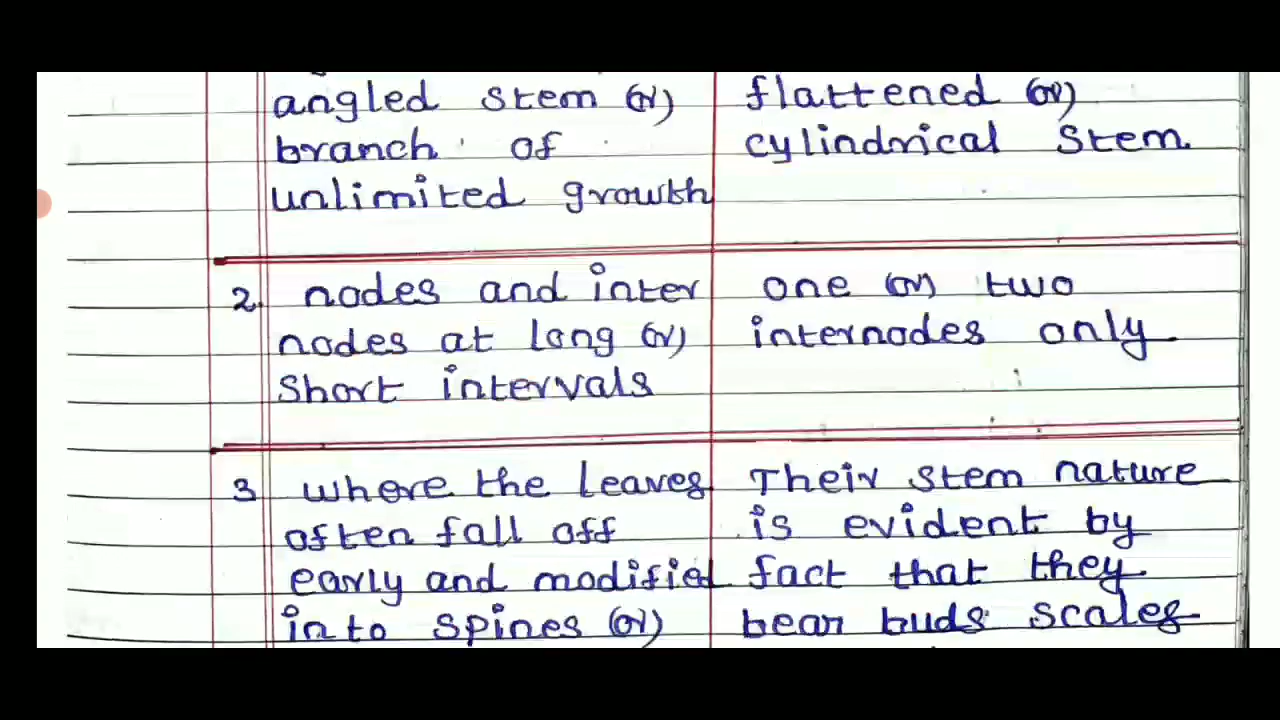 angled stem (or)
branch of
unlimited growth
flattened (or)
cylindrical stem.
2. nodes and inter
nodes at long (or)
short intervals
one (or) two
internodes only
3 where the leaves
often fall off
early and modified
into spines (or)
Their stem nature
is evident by
fact that they
bear buds scales